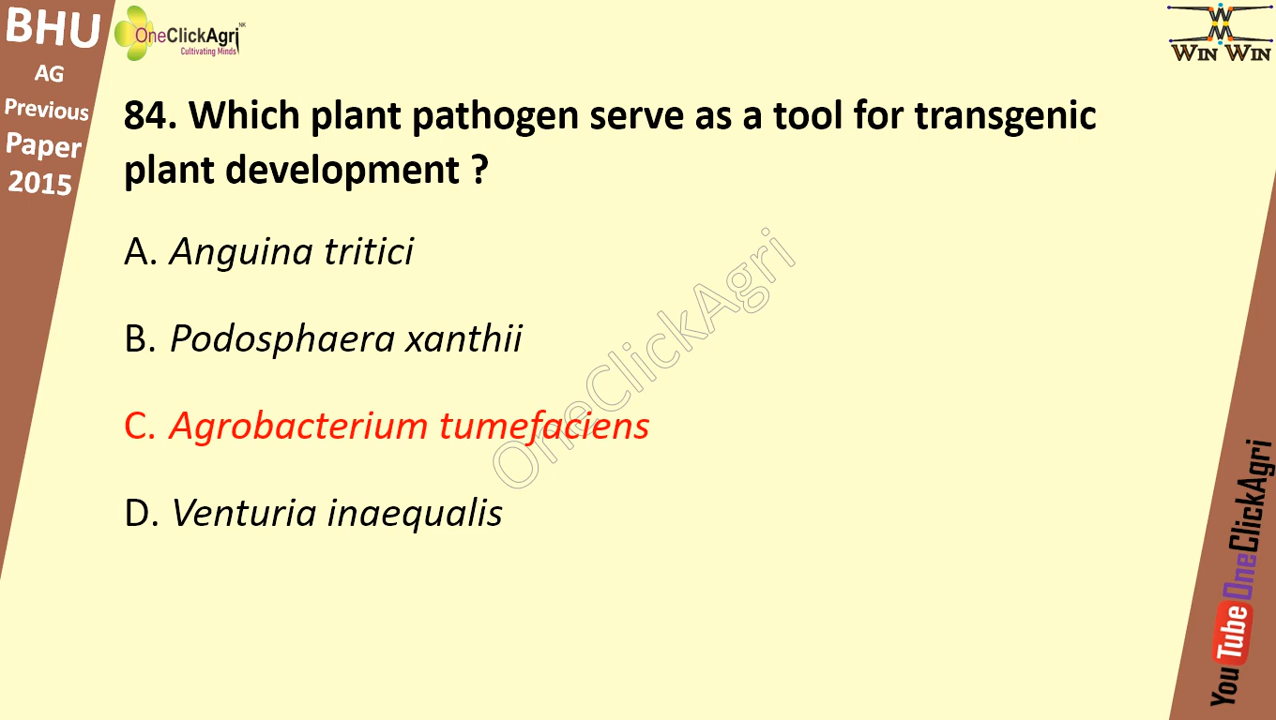 BHU
AG
Previous
Paper
2015
OneClickAgri NK
Cultivating Minds
WIN WIN
84. Which plant pathogen serve as a tool for transgenic
plant development ?
A. Anguina tritici
B. Podosphaera xanthii
C. Agrobacterium tumefaciens
D. Venturia inaequalis
OneClickAgri
YouTube OneClickAgri